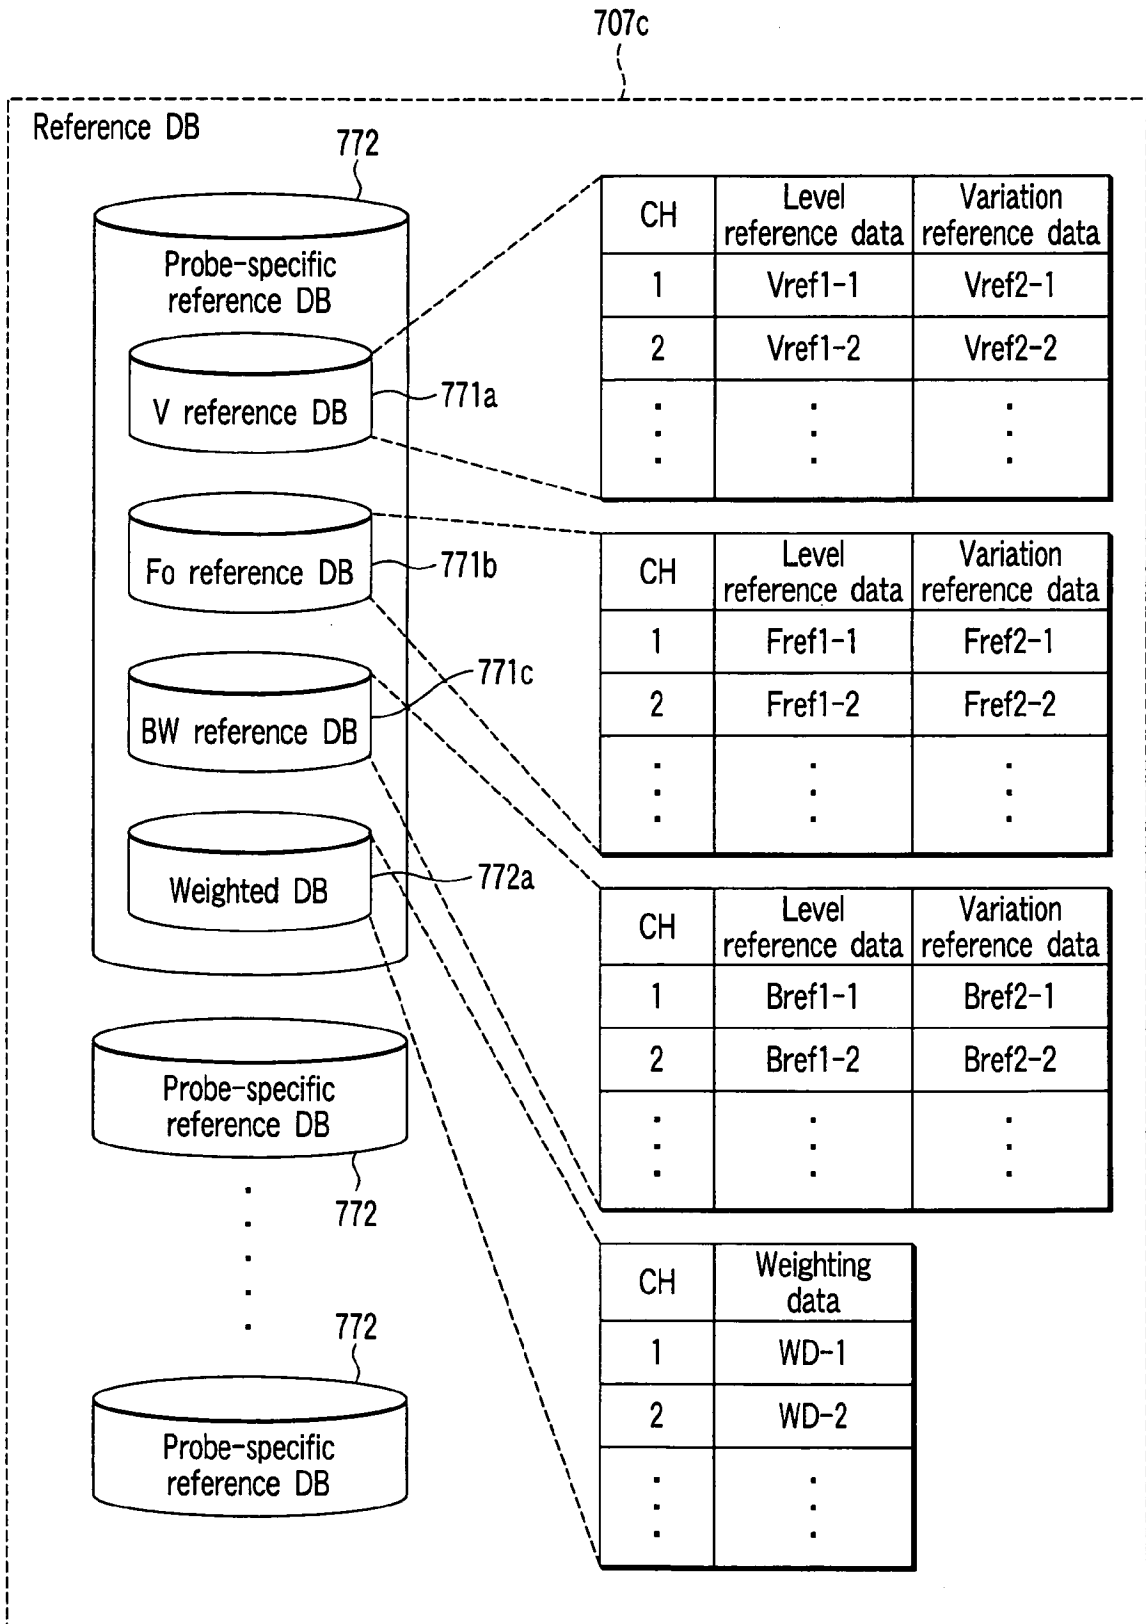 707c
Reference DB
772
Probe-specific
reference DB
V reference DB
771a
Fo reference DB
771b
BW reference DB
771c
Weighted DB
772a
Probe-specific
reference DB
772
772
Probe-specific
reference DB
CH Level reference data Variation reference data
1 Vref1-1 Vref2-1
2 Vref1-2 Vref2-2
CH Level reference data Variation reference data
1 Fref1-1 Fref2-1
2 Fref1-2 Fref2-2
CH Level reference data Variation reference data
1 Bref1-1 Bref2-1
2 Bref1-2 Bref2-2
CH Weighting data
1 WD-1
2 WD-2